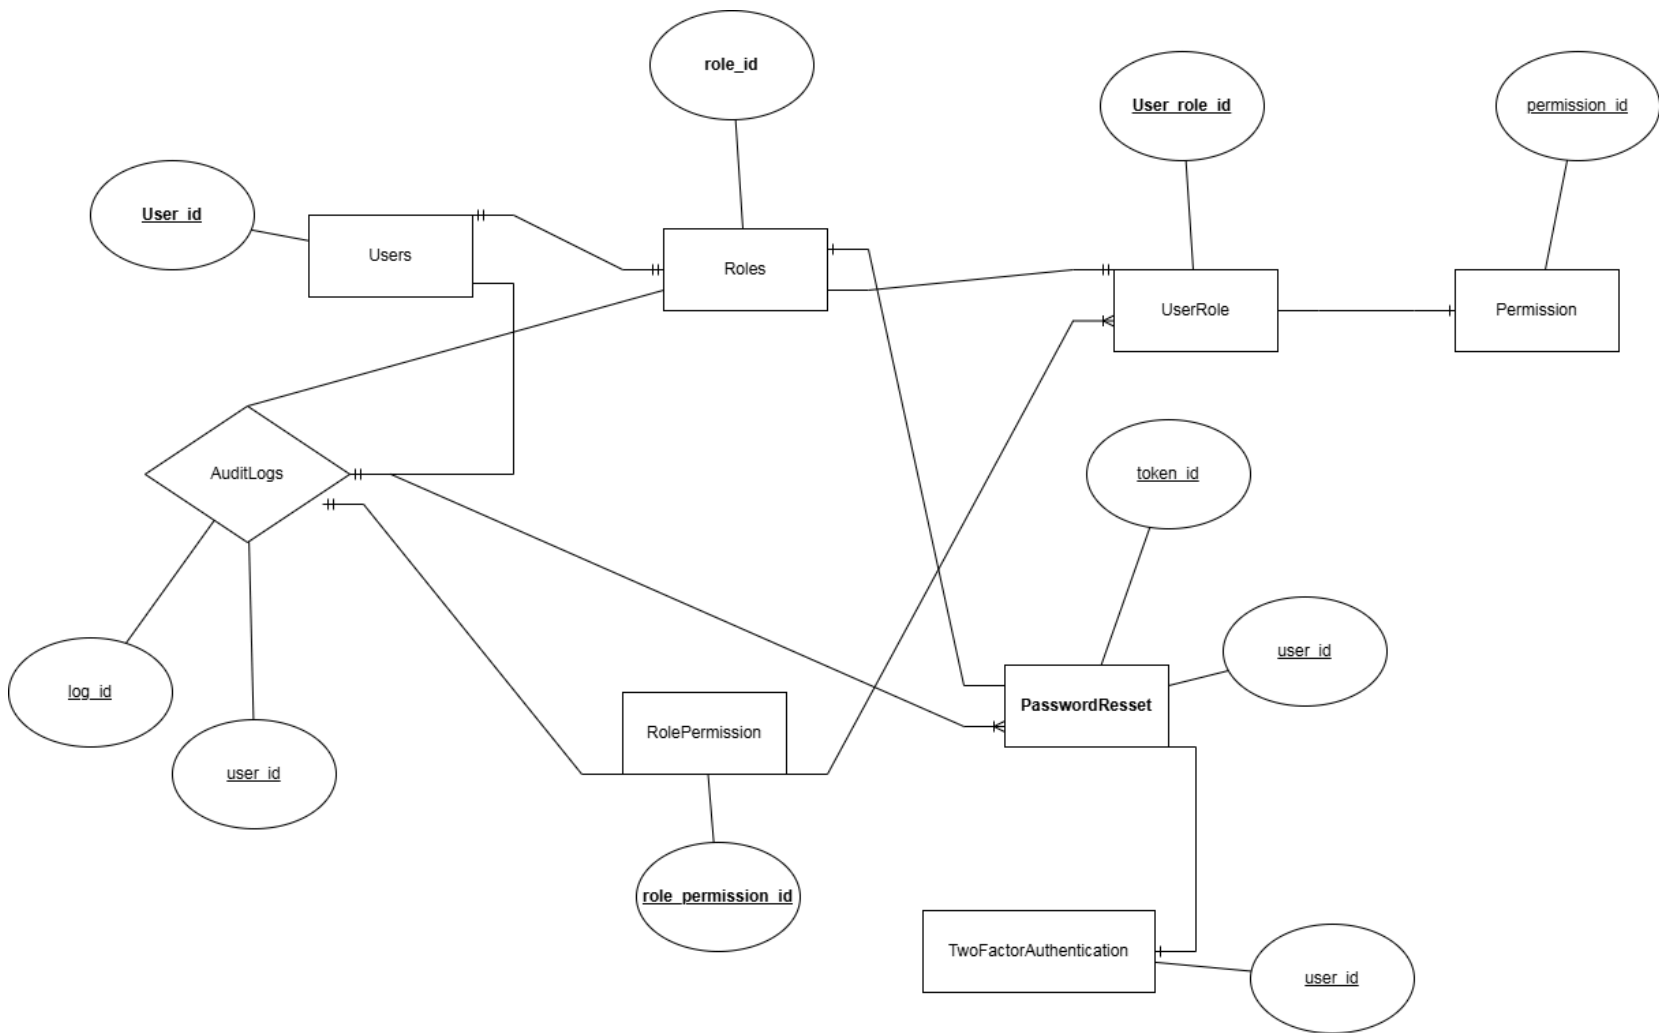 role_id
User_role_id
permission_id
User_id
Users
Roles
UserRole
Permission
AuditLogs
token_id
user_id
log_id
PasswordResset
RolePermission
user_id
role_permission_id
TwoFactorAuthentication
user_id